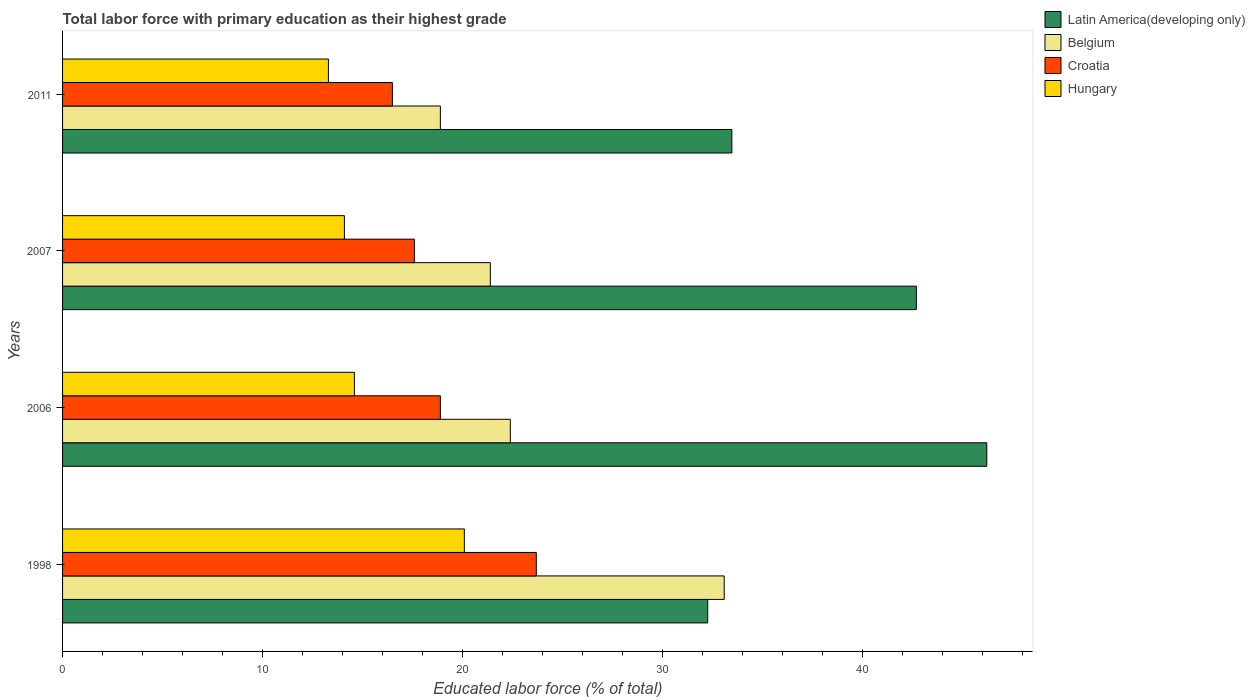 Total labor force with primary education as their highest grade
Latin America(developing only)
Belgium
Croatia
Hungary
Years
2011
2007
2006
1998
0
10
20
30
40
Educated labor force (% of total)